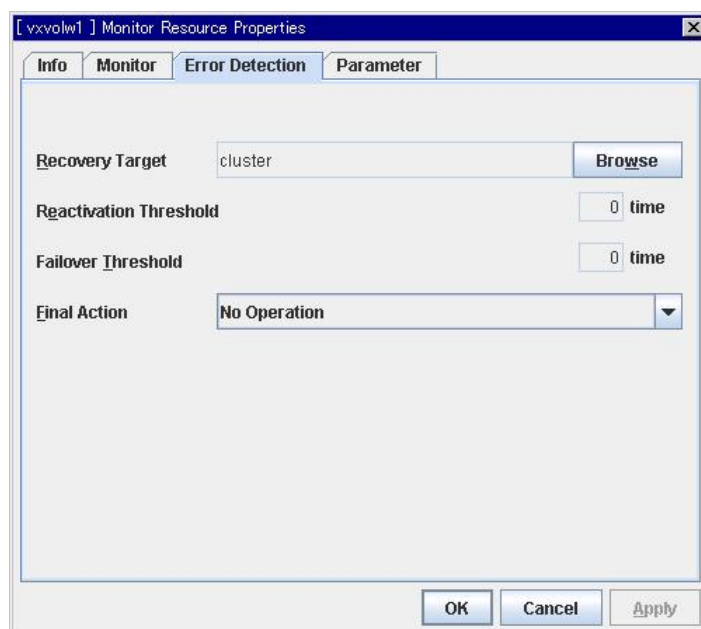 [ vxvolw1 ] Monitor Resource Properties
Info Monitor Error Detection Parameter
Recovery Target cluster Browse
Reactivation Threshold 0 time
Failover Threshold 0 time
Final Action No Operation
OK Cancel Apply